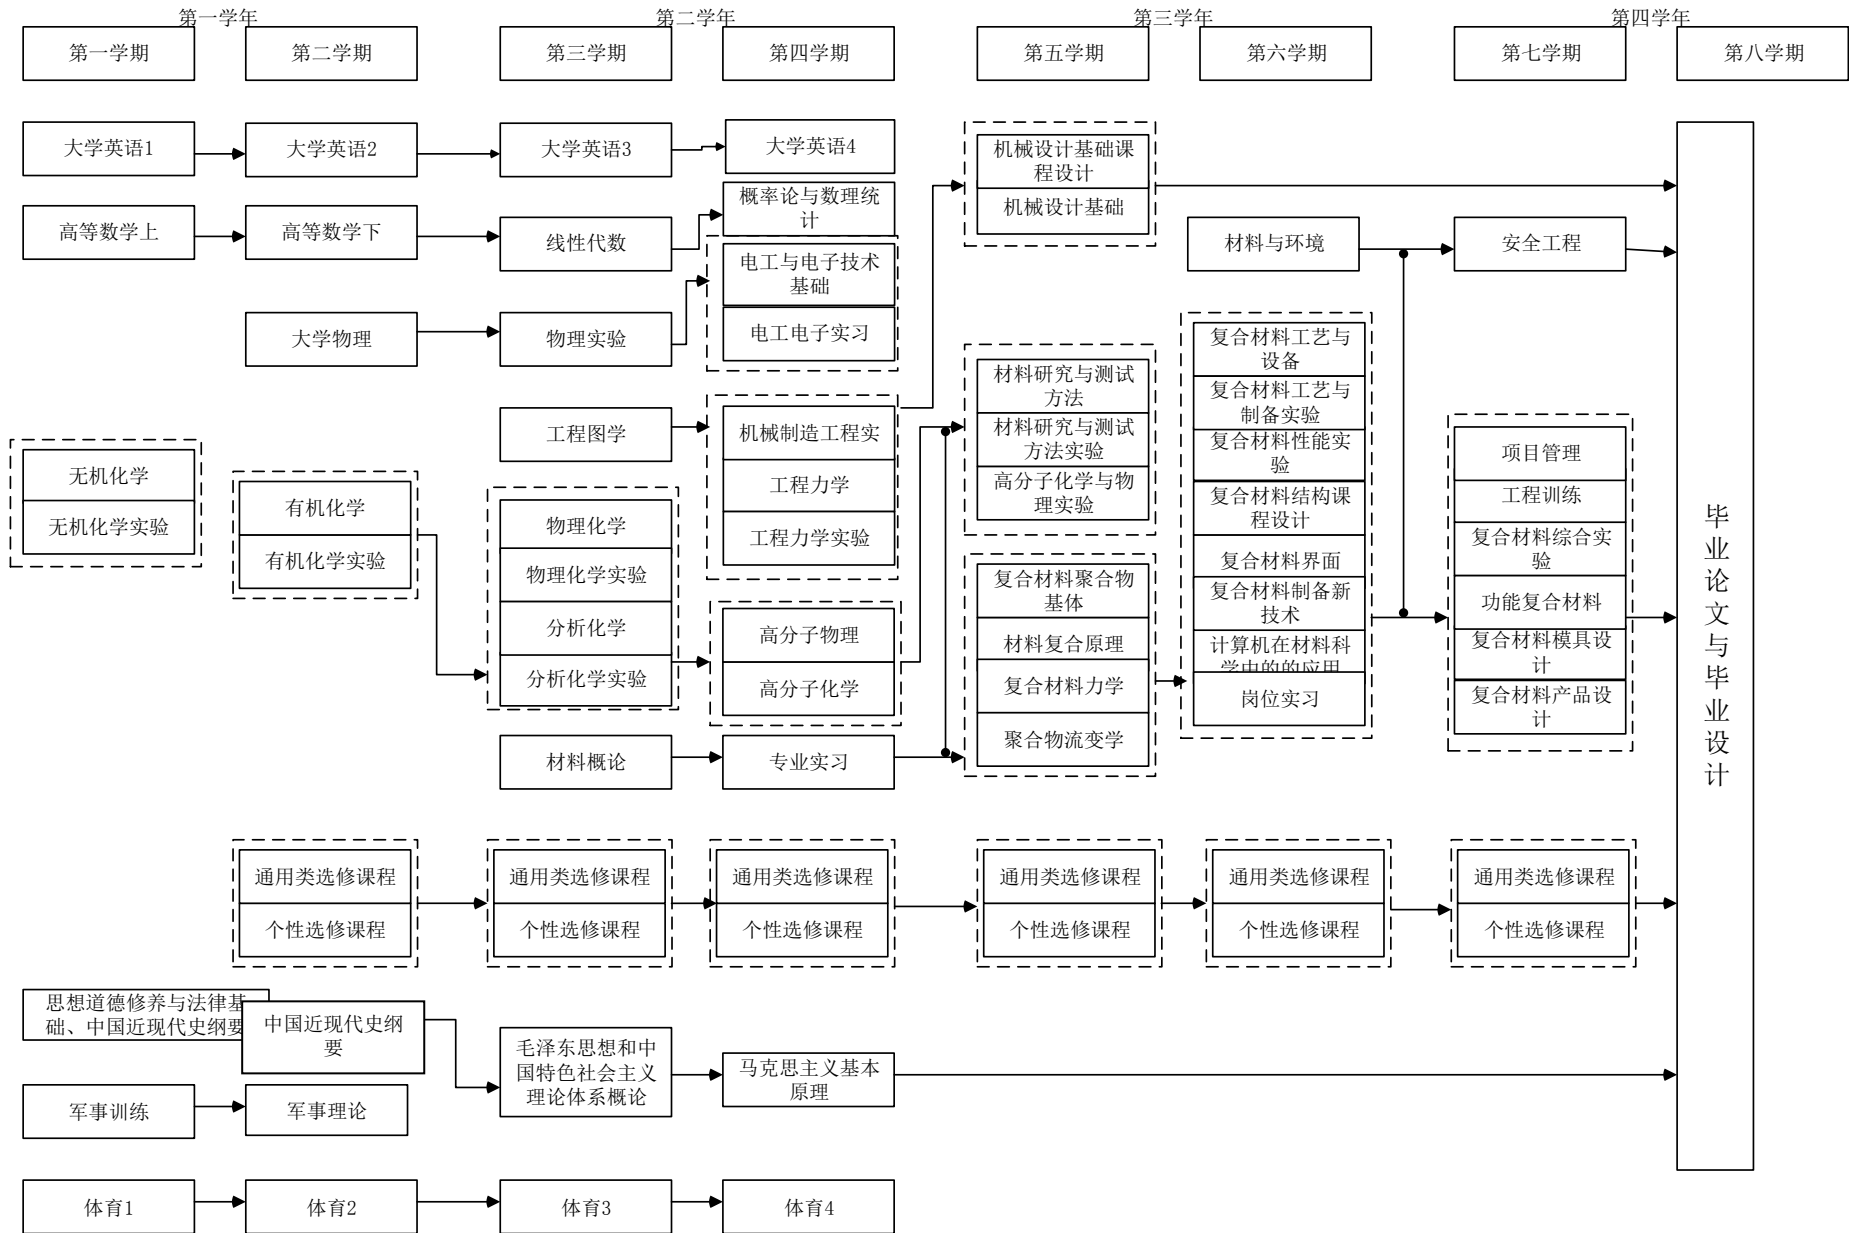 第一学年
第二学年
第三学年
第四学年
第一学期
第二学期
第三学期
第四学期
第五学期
第六学期
第七学期
第八学期
大学英语1
大学英语2
大学英语3
大学英语4
高等数学上
高等数学下
线性代数
概率论与数理统
计
大学物理
物理实验
电工与电子技术
基础
电工电子实习
机械设计基础课
程设计
机械设计基础
材料与环境
安全工程
工程图学
机械制造工程实
工程力学
工程力学实验
无机化学
无机化学实验
有机化学
有机化学实验
物理化学
物理化学实验
分析化学
分析化学实验
高分子物理
高分子化学
材料概论
专业实习
材料研究与测试
方法
材料研究与测试
方法实验
高分子化学与物
理实验
复合材料聚合物
基体
材料复合原理
复合材料力学
聚合物流变学
复合材料工艺与
设备
复合材料工艺与
制备实验
复合材料性能实
验
复合材料结构课
程设计
复合材料界面
复合材料制备新
技术
计算机在材料科
学中的的应用
岗位实习
项目管理
工程训练
复合材料综合实
验
功能复合材料
复合材料模具设
计
复合材料产品设
计
毕业论文与毕业设计
通用类选修课程
个性选修课程
通用类选修课程
个性选修课程
通用类选修课程
个性选修课程
通用类选修课程
个性选修课程
通用类选修课程
个性选修课程
通用类选修课程
个性选修课程
思想道德修养与法律基
础、中国近现代史纲要
中国近现代史纲
要
毛泽东思想和中
国特色社会主义
理论体系概论
马克思主义基本
原理
军事训练
军事理论
体育1
体育2
体育3
体育4